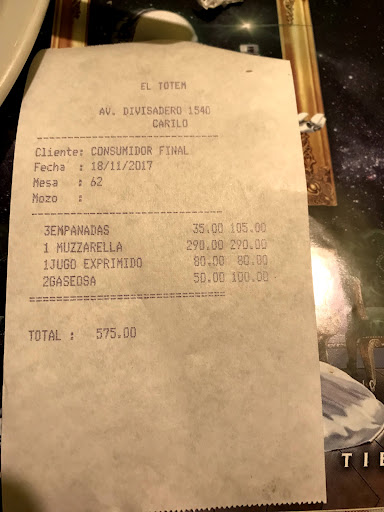 EL TOTEM
AV. DIVISADERO 1540
CARILO
Cliente: CONSUMIDOR FINAL
Fecha : 18/11/2017
Mesa : 62
Mozo :
3EMPANADAS 35.00 105.00
1 MUZZARELLA 290.00 290.00
1JUGO EXPRIMIDO 80.00 80.00
2GASEOSA 50.00 100.00
TOTAL : 575.00
TIE